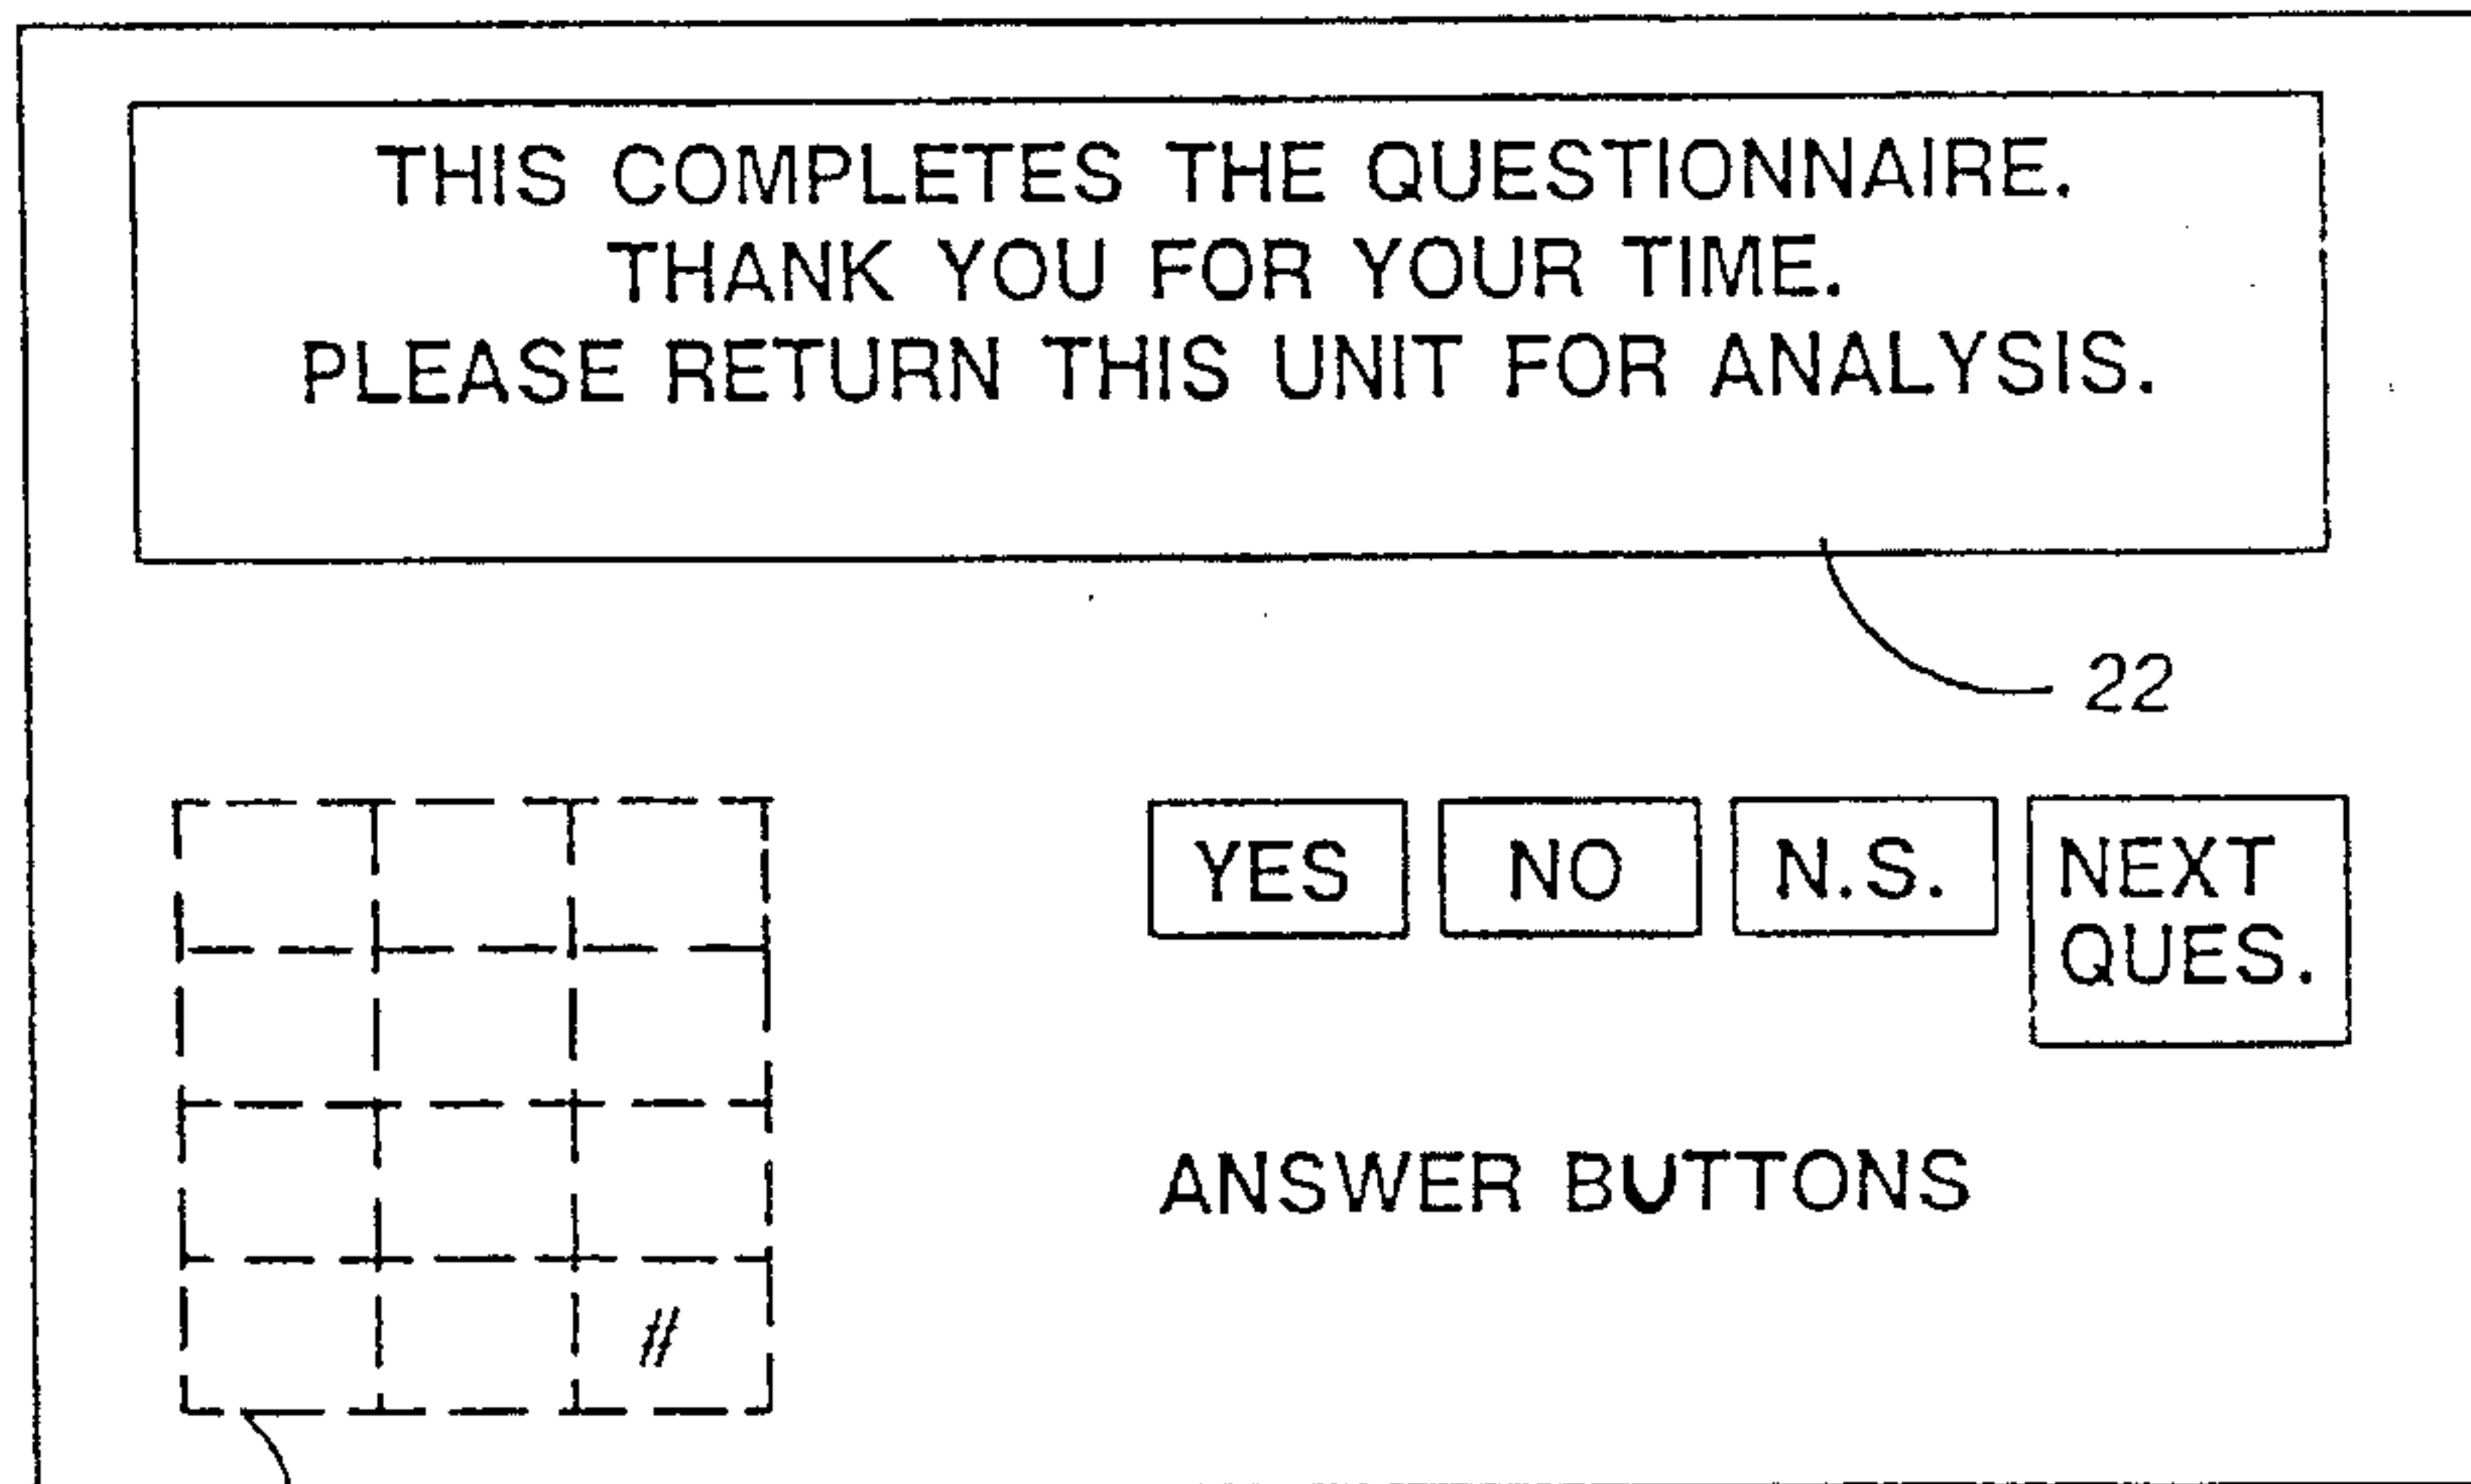 THIS COMPLETES THE QUESTIONNAIRE.
THANK YOU FOR YOUR TIME.
PLEASE RETURN THIS UNIT FOR ANALYSIS.
22
YES NO N.S. NEXT
QUES.
ANSWER BUTTONS
//